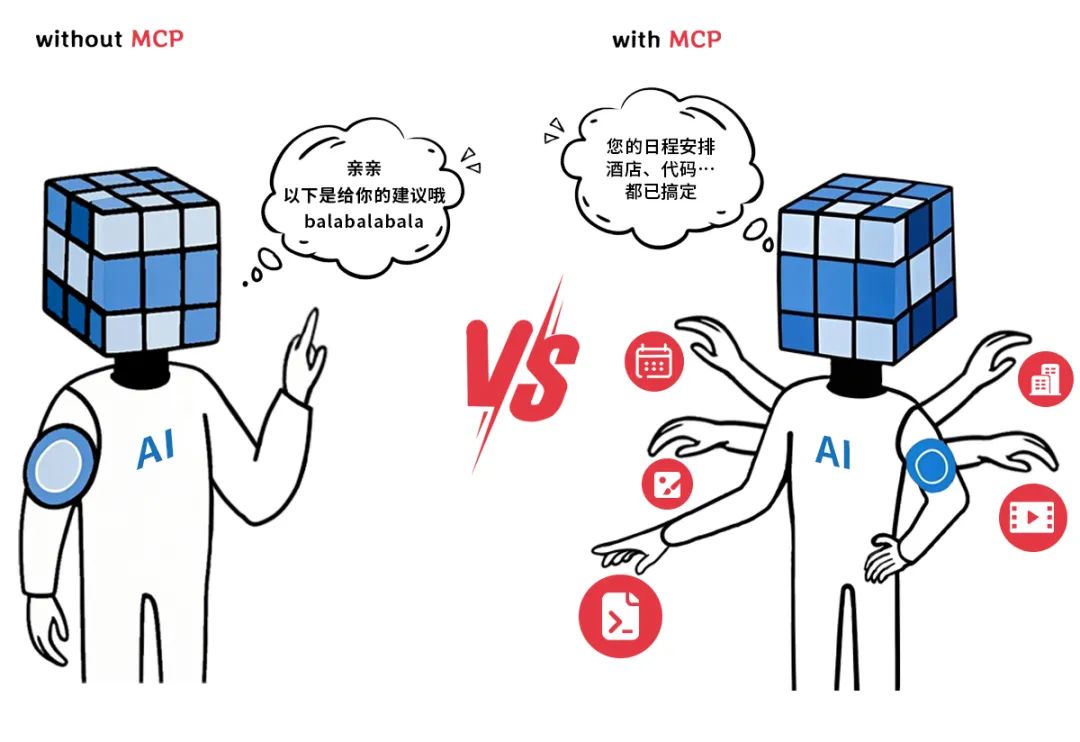 without MCP
with MCP
亲亲
以下是给你的建议哦
balabalabala
您的日程安排
酒店、代码…
都已搞定
VS
AI
AI